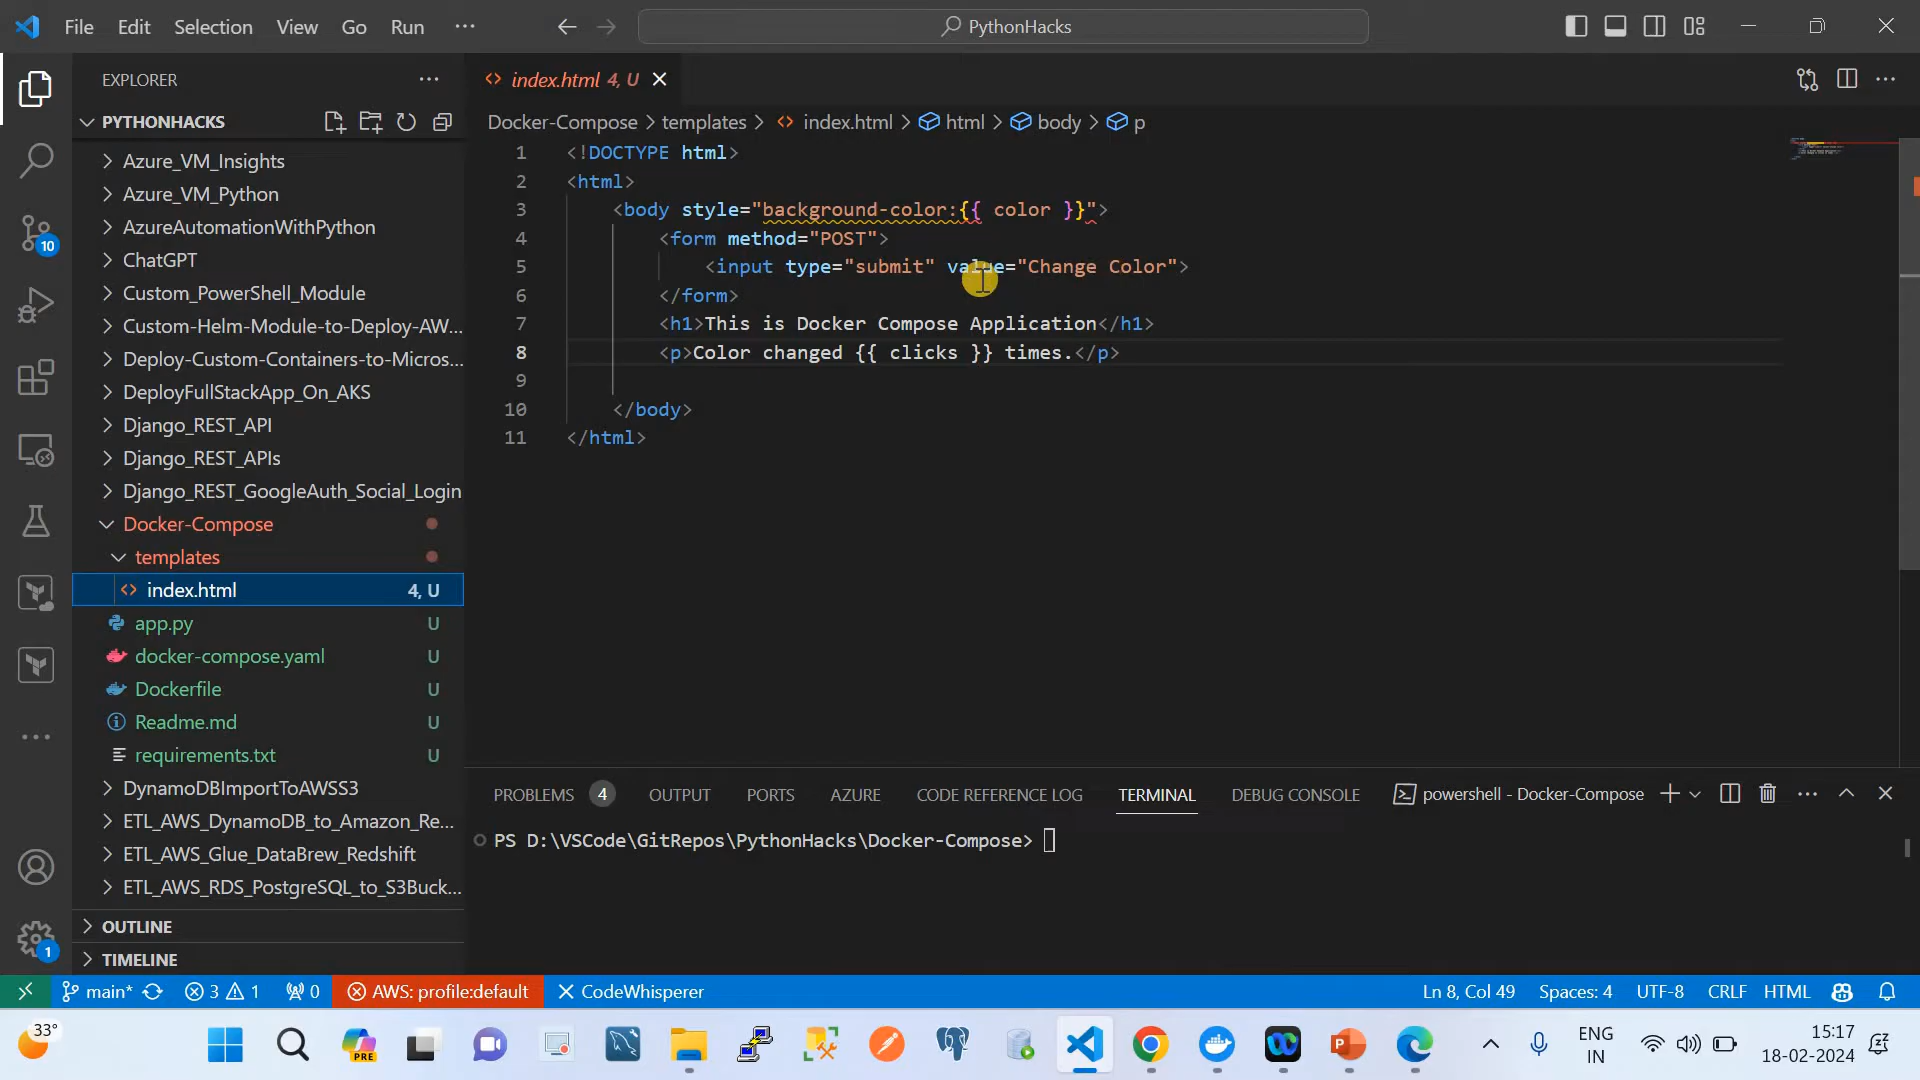 File Edit Selection View Go Run ··· PythonHacks
EXPLORER
PYTHONHACKS
Azure_VM_Insights
Azure_VM_Python
AzureAutomationWithPython
ChatGPT
Custom_PowerShell_Module
Custom-Helm-Module-to-Deploy-AW...
Deploy-Custom-Containers-to-Micros...
DeployFullStackApp_On_AKS
Django_REST_API
Django_REST_APIs
Django_REST_GoogleAuth_Social_Login
Docker-Compose
templates
index.html 4, U
app.py U
docker-compose.yaml U
Dockerfile U
Readme.md U
requirements.txt U
DynamoDBImportToAWSS3
ETL_AWS_DynamoDB_to_Amazon_Re...
ETL_AWS_Glue_DataBrew_Redshift
ETL_AWS_RDS_PostgreSQL_to_S3Buck...
OUTLINE
TIMELINE
10
1
index.html 4, U
Docker-Compose > templates > index.html > html > body > p
1 <!DOCTYPE html>
2 <html>
3 <body style="background-color:{{ color }}">
4 <form method="POST">
5 <input type="submit" value="Change Color">
6 </form>
7 <h1>This is Docker Compose Application</h1>
8 <p>Color changed {{ clicks }} times.</p>
9
10 </body>
11 </html>
PROBLEMS 4 OUTPUT PORTS AZURE CODE REFERENCE LOG TERMINAL DEBUG CONSOLE powershell - Docker-Compose
PS D:\VSCode\GitRepos\PythonHacks\Docker-Compose>
main* 3 1 0 AWS: profile:default CodeWhisperer Ln 8, Col 49 Spaces: 4 UTF-8 CRLF HTML
33° PRE ENG 15:17
IN 18-02-2024